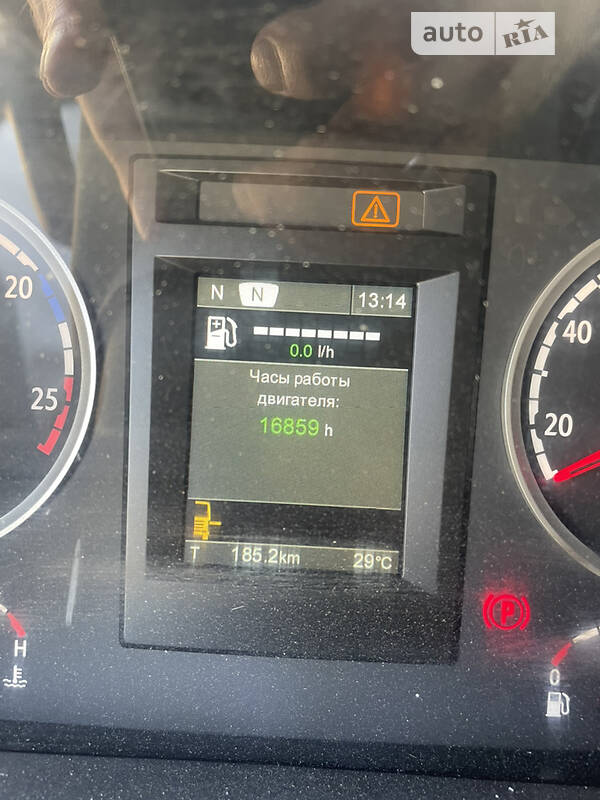 auto RIA
N N 13:14
0.0 l/h
Часы работы
двигателя:
16859 h
T 185.2km 29°C
20
25
H
40
20
P
0